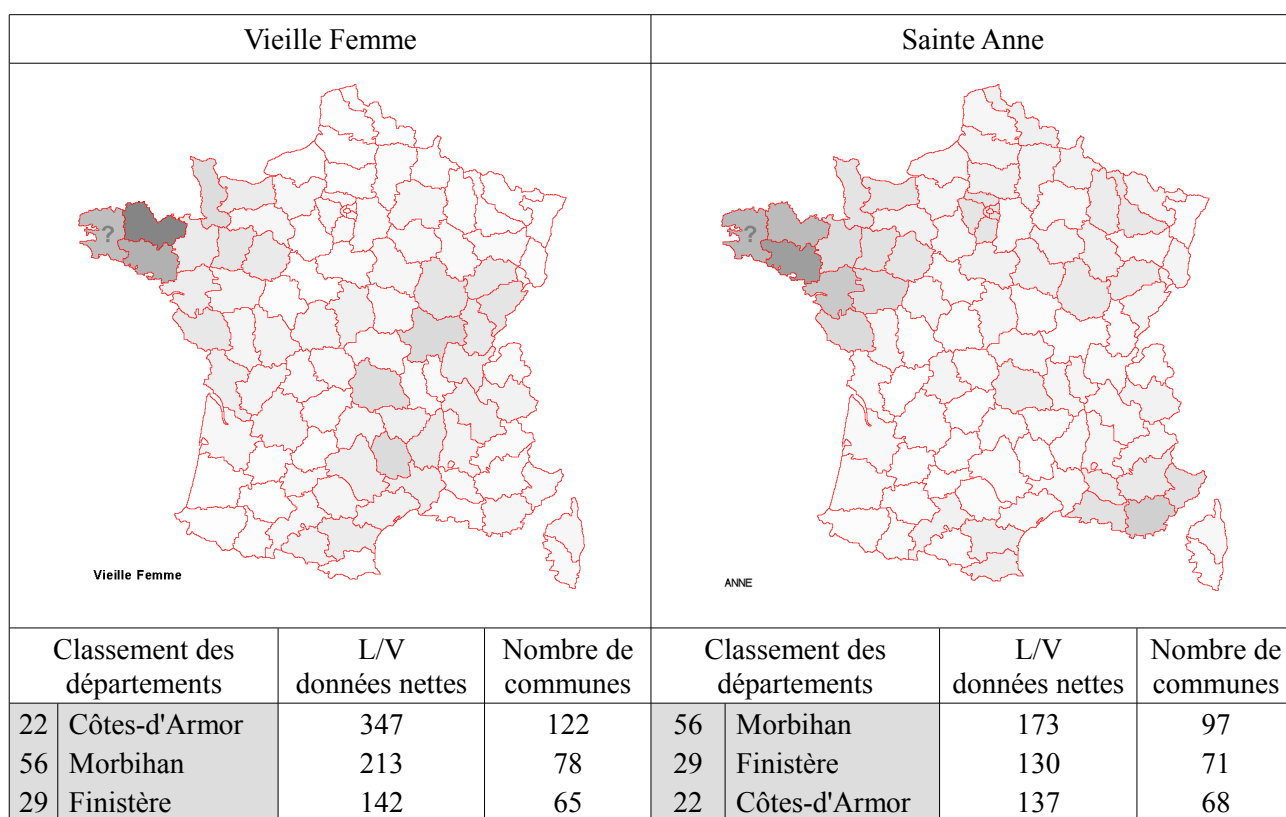 Vieille Femme
Sainte Anne
?
Vieille Femme
?
ANNE
Classement des départements
L/V données nettes
Nombre de communes
Classement des départements
L/V données nettes
Nombre de communes
22 Côtes-d'Armor 347 122
56 Morbihan 173 97
56 Morbihan 213 78
29 Finistère 130 71
29 Finistère 142 65
22 Côtes-d'Armor 137 68